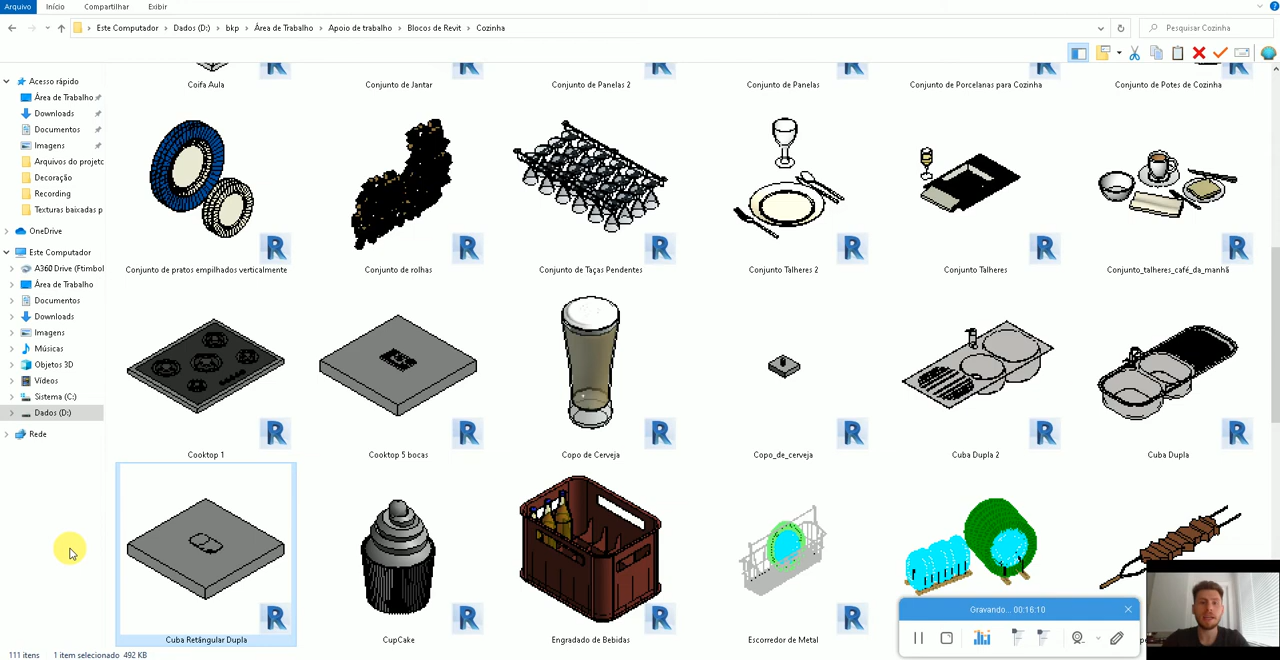 Arquivo Início Compartilhar Exibir
Este Computador Dados (D:) bkp Área de Trabalho Apoio de trabalho Blocos de Revit Cozinha Pesquisar Cozinha
Acesso rápido
Área de Trabalho
Downloads
Documentos
Imagens
Arquivos do projeto
Decoração
Recording
Texturas baixadas p
OneDrive
Este Computador
A360 Drive (Ftimbol
Área de Trabalho
Documentos
Downloads
Imagens
Músicas
Objetos 3D
Vídeos
Sistema (C:)
Dados (D:)
Rede
Coifa Aula Conjunto de Jantar Conjunto de Panelas 2 Conjunto de Panelas Conjunto de Porcelanas para Cozinha Conjunto de Potes de Cozinha
Conjunto de pratos empilhados verticalmente Conjunto de rolhas Conjunto de Taças Pendentes Conjunto Talheres 2 Conjunto Talheres Conjunto_talheres_café_da_manhã
Cooktop 1 Cooktop 5 bocas Copo de Cerveja Copo_de_cerveja Cuba Dupla 2 Cuba Dupla
Cuba Retângular Dupla CupCake Engradado de Bebidas Escorredor de Metal
Gravando... 00:16:10
111 itens 1 item selecionado 492 KB